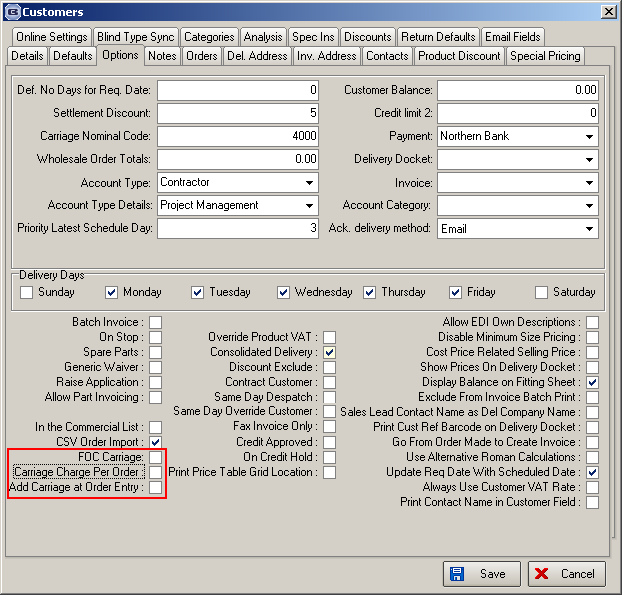 Customers
Online Settings Blind Type Sync Categories Analysis Spec Ins Discounts Return Defaults Email Fields
Details Defaults Options Notes Orders Del. Address Inv. Address Contacts Product Discount Special Pricing
Def. No Days for Req. Date: 0 Customer Balance: 0.00
Settlement Discount: 5 Credit limit 2: 0
Carriage Nominal Code: 4000 Payment: Northern Bank
Wholesale Order Totals: 0.00 Delivery Docket:
Account Type: Contractor Invoice:
Account Type Details: Project Management Account Category:
Priority Latest Schedule Day: 3 Ack. delivery method: Email
Delivery Days
Sunday Monday Tuesday Wednesday Thursday Friday Saturday
Batch Invoice : Allow EDI Own Descriptions :
On Stop : Override Product VAT : Disable Minimum Size Pricing :
Spare Parts : Consolidated Delivery : Cost Price Related Selling Price :
Generic Waiver : Discount Exclude : Show Prices On Delivery Docket :
Raise Application : Contract Customer : Display Balance on Fitting Sheet :
Allow Part Invoicing : Same Day Despatch : Exclude From Invoice Batch Print :
Same Day Override Customer : Sales Lead Contact Name as Del Company Name :
In the Commercial List : Fax Invoice Only : Print Cust Ref Barcode on Delivery Docket :
CSV Order Import : Credit Approved : Go From Order Made to Create Invoice :
FOC Carriage: On Credit Hold : Use Alternative Roman Calculations :
Carriage Charge Per Order : Print Price Table Grid Location : Update Req Date With Scheduled Date :
Add Carriage at Order Entry : Always Use Customer VAT Rate :
Print Contact Name in Customer Field :
Save Cancel